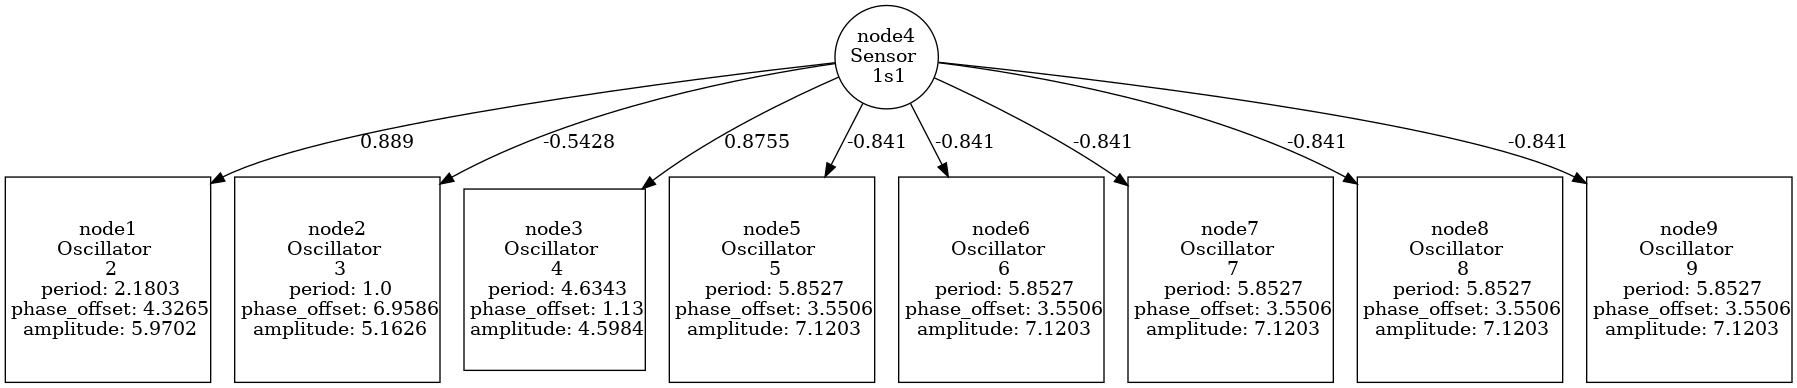 node4
Sensor
1s1
0.889
-0.5428
0.8755
-0.841
-0.841
-0.841
-0.841
-0.841
node1
Oscillator
2
period: 2.1803
phase_offset: 4.3265
amplitude: 5.9702
node2
Oscillator
3
period: 1.0
phase_offset: 6.9586
amplitude: 5.1626
node3
Oscillator
4
period: 4.6343
phase_offset: 1.13
amplitude: 4.5984
node5
Oscillator
5
period: 5.8527
phase_offset: 3.5506
amplitude: 7.1203
node6
Oscillator
6
period: 5.8527
phase_offset: 3.5506
amplitude: 7.1203
node7
Oscillator
7
period: 5.8527
phase_offset: 3.5506
amplitude: 7.1203
node8
Oscillator
8
period: 5.8527
phase_offset: 3.5506
amplitude: 7.1203
node9
Oscillator
9
period: 5.8527
phase_offset: 3.5506
amplitude: 7.1203